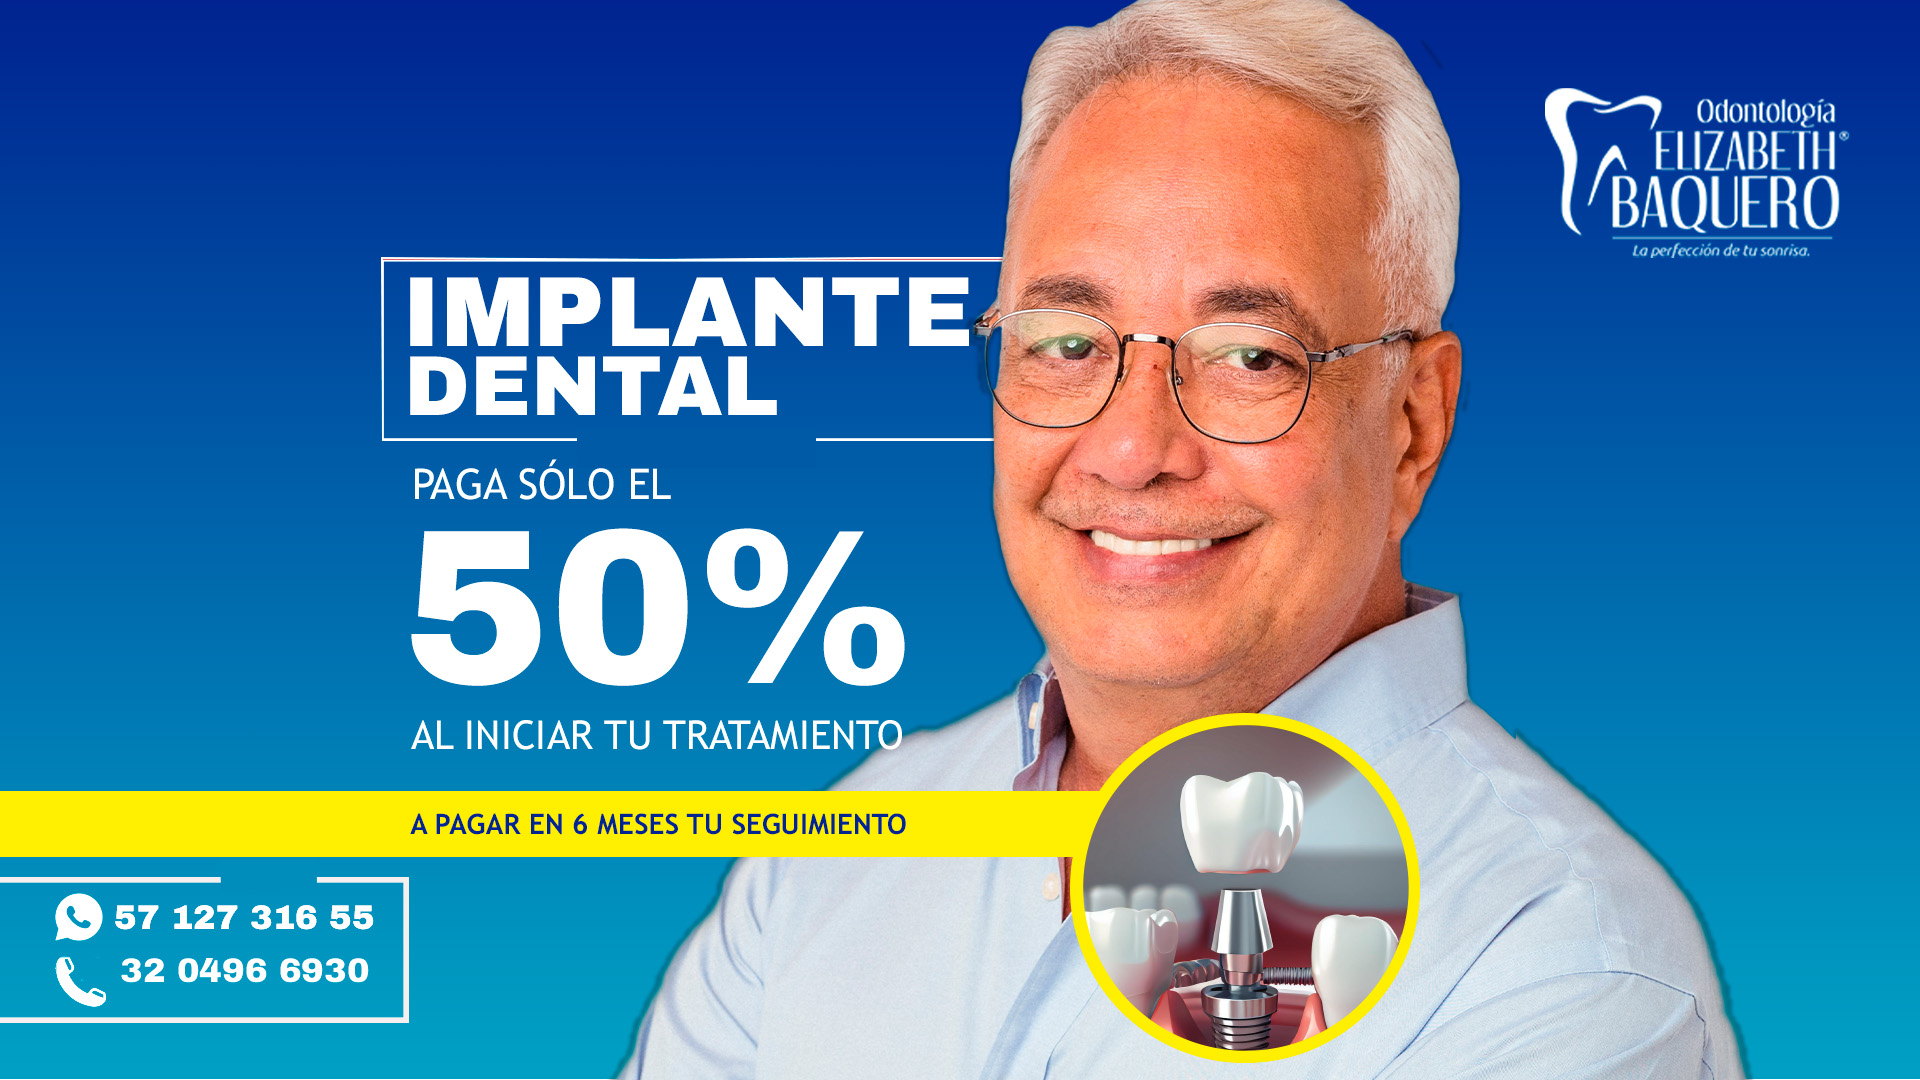 Odontología
ELIZABETH®
BAQUERO
La perfección de tu sonrisa.
IMPLANTE
DENTAL
PAGA SÓLO EL
50%
AL INICIAR TU TRATAMIENTO
A PAGAR EN 6 MESES TU SEGUIMIENTO
57 127 316 55
32 0496 6930